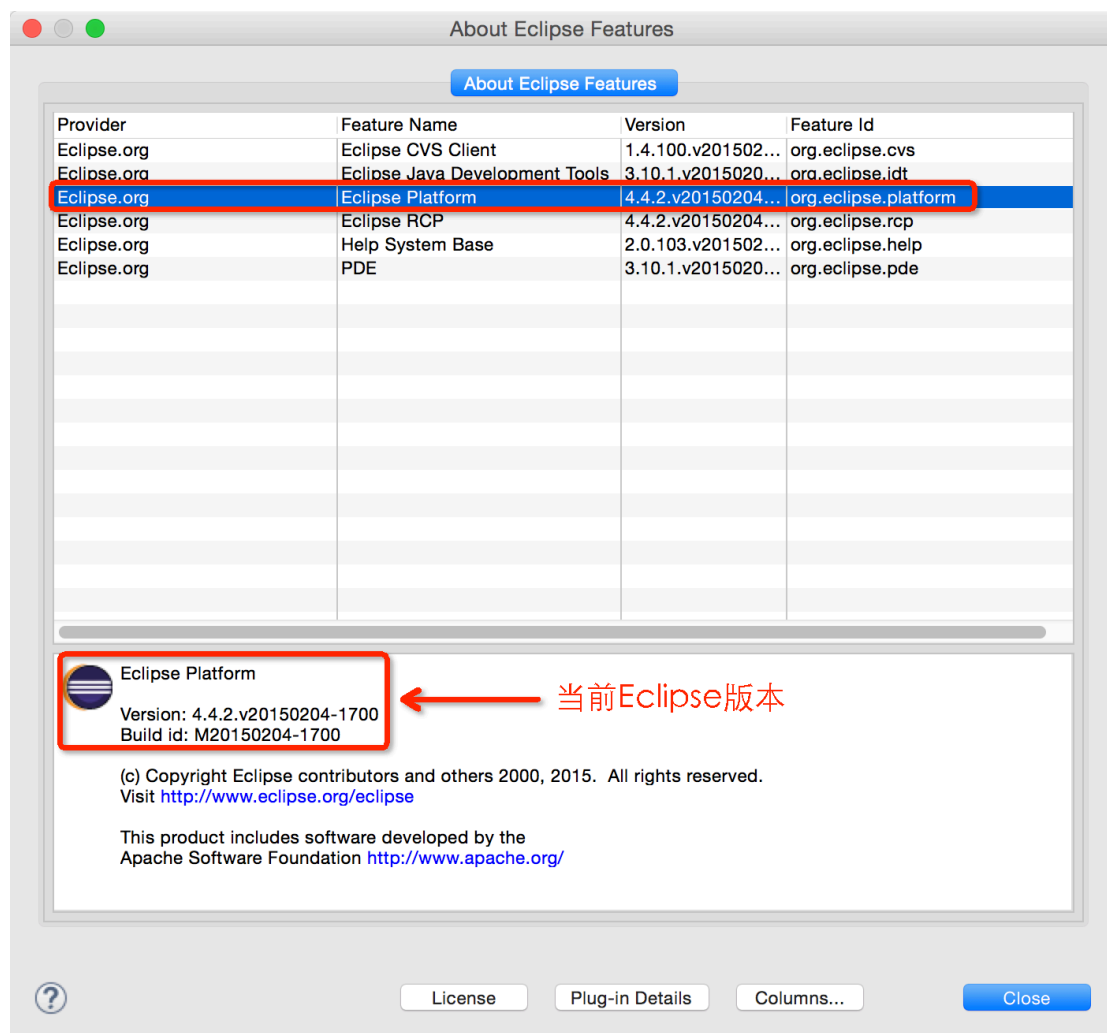 About Eclipse Features
About Eclipse Features
Provider Feature Name Version Feature Id
Eclipse.org Eclipse CVS Client 1.4.100.v201502... org.eclipse.cvs
Eclipse.org Eclipse Java Development Tools 3.10.1.v2015020... org.eclipse.jdt
Eclipse.org Eclipse Platform 4.4.2.v20150204... org.eclipse.platform
Eclipse.org Eclipse RCP 4.4.2.v20150204... org.eclipse.rcp
Eclipse.org Help System Base 2.0.103.v201502... org.eclipse.help
Eclipse.org PDE 3.10.1.v2015020... org.eclipse.pde
Eclipse Platform
Version: 4.4.2.v20150204-1700
Build id: M20150204-1700
当前Eclipse版本
(c) Copyright Eclipse contributors and others 2000, 2015.  All rights reserved.
Visit http://www.eclipse.org/eclipse
This product includes software developed by the
Apache Software Foundation http://www.apache.org/
? License Plug-in Details Columns... Close